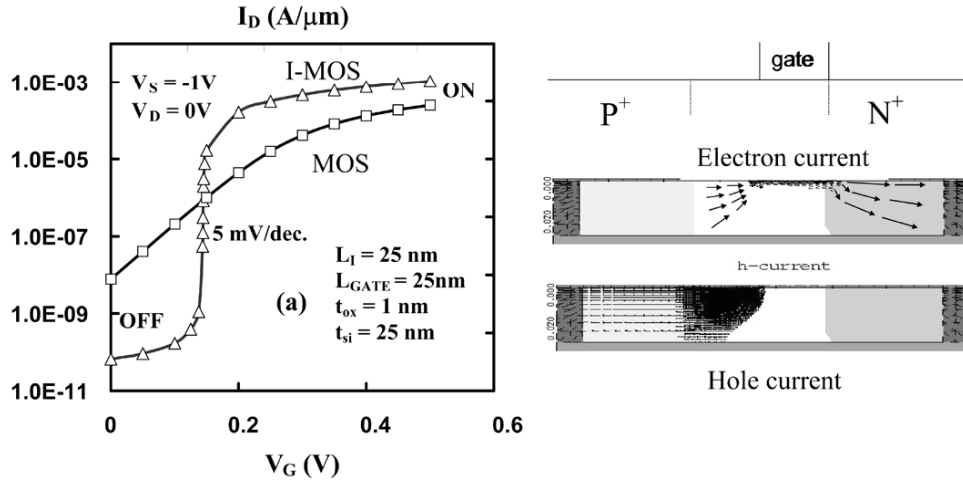 I_D (A/μm)
1.0E-03
1.0E-05
1.0E-07
1.0E-09
1.0E-11
V_S = -1V
V_D = 0V
I-MOS
ON
MOS
5 mV/dec.
L_I = 25 nm
L_GATE = 25nm
t_ox = 1 nm
t_si = 25 nm
(a)
OFF
0 0.2 0.4 0.6
V_G (V)
gate
P+ N+
Electron current
0.000
0.020
h-current
0.000
0.020
Hole current